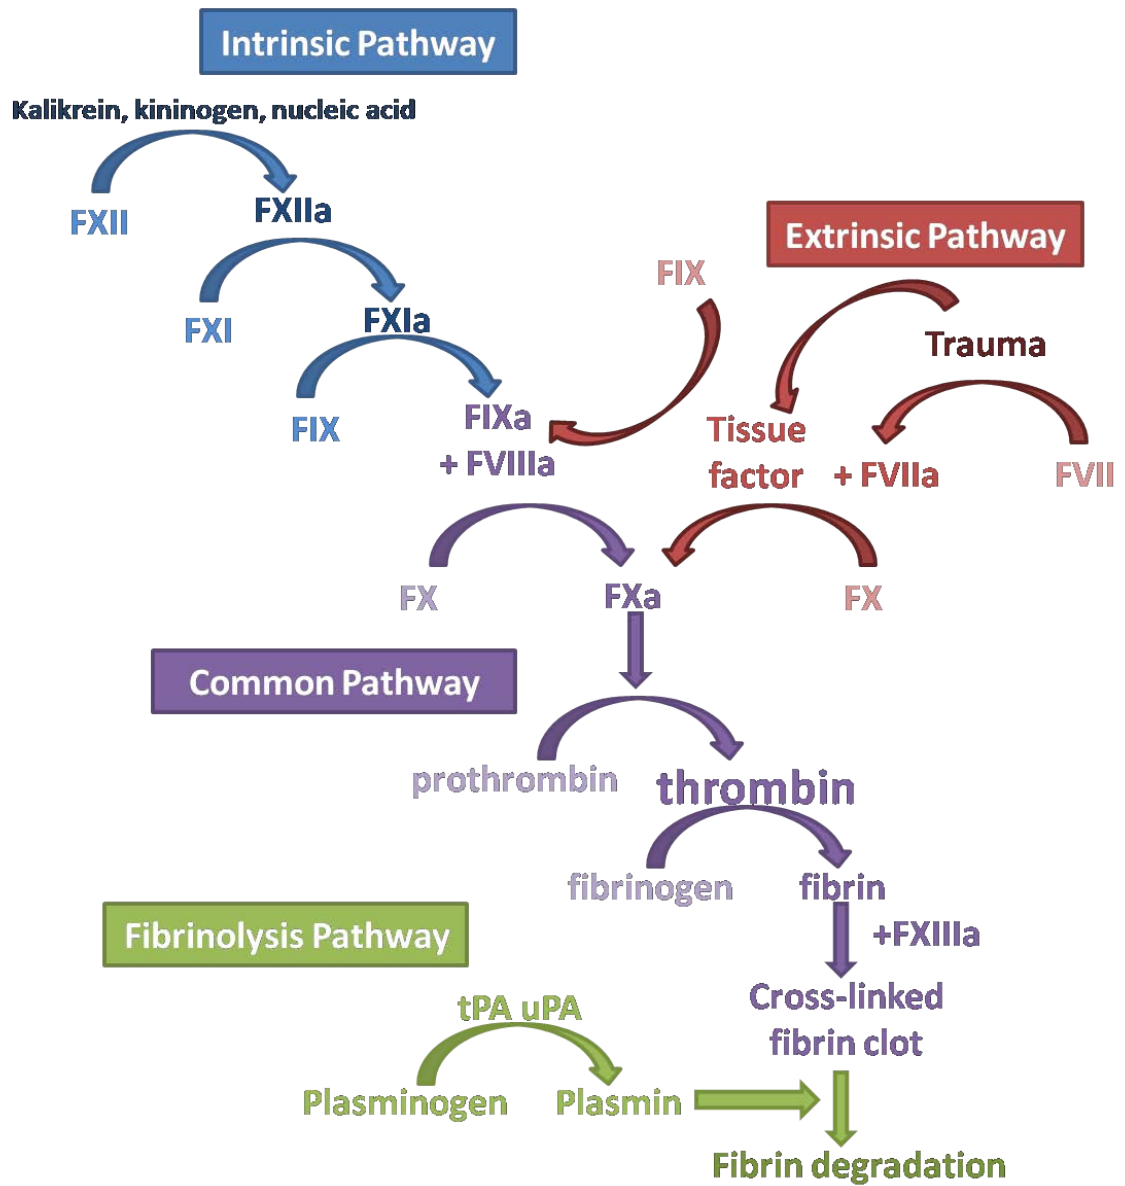 Intrinsic Pathway
Kalikrein, kininogen, nucleic acid
FXII
FXIIa
Extrinsic Pathway
FIX
FXI
FXIa
Trauma
FIX
FIXa
+ FVIIIa
Tissue
factor
+ FVIIa
FVII
FX
FXa
FX
Common Pathway
prothrombin
thrombin
fibrinogen
fibrin
+FXIIIa
Fibrinolysis Pathway
Cross-linked
fibrin clot
tPA uPA
Plasminogen
Plasmin
Fibrin degradation